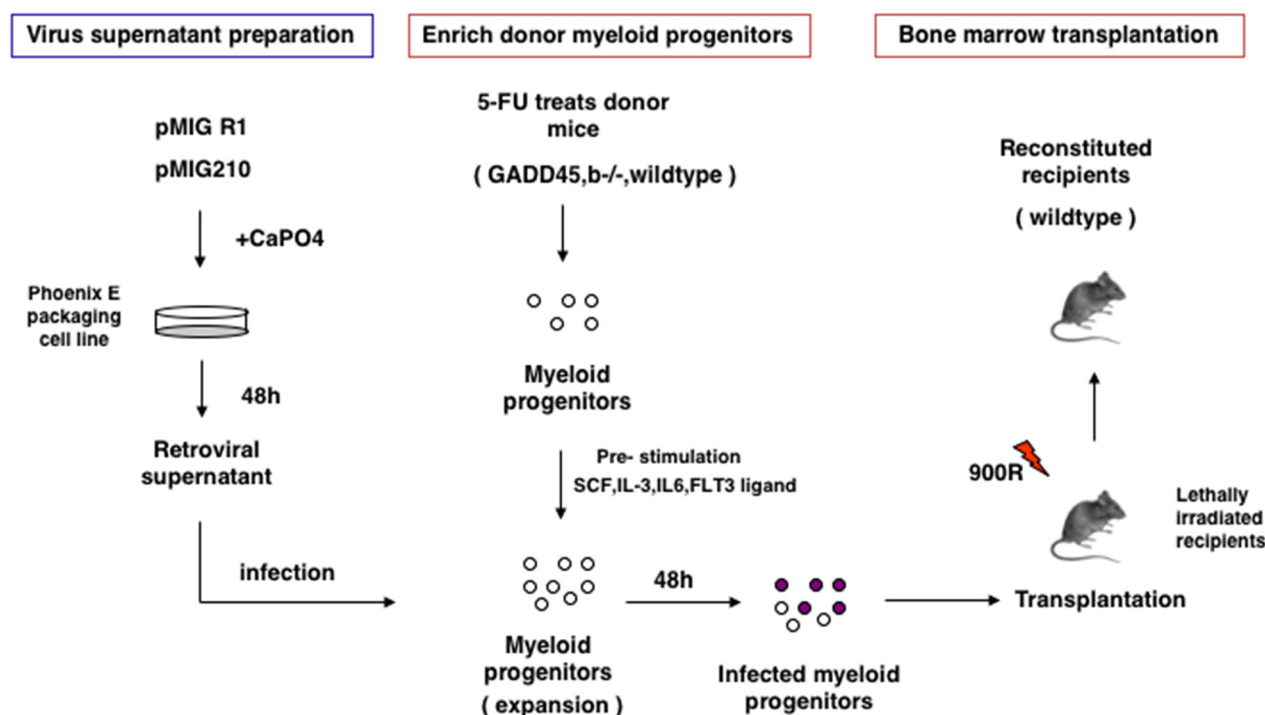 Virus supernatant preparation
Enrich donor myeloid progenitors
Bone marrow transplantation
pMIG R1
pMIG210
+CaPO4
Phoenix E
packaging
cell line
48h
Retroviral
supernatant
infection
5-FU treats donor
mice
( GADD45,b-/-,wildtype )
Myeloid
progenitors
Pre- stimulation
SCF,IL-3,IL6,FLT3 ligand
Myeloid
progenitors
( expansion )
48h
Infected myeloid
progenitors
Reconstituted
recipients
( wildtype )
900R
Lethally
irradiated
recipients
Transplantation